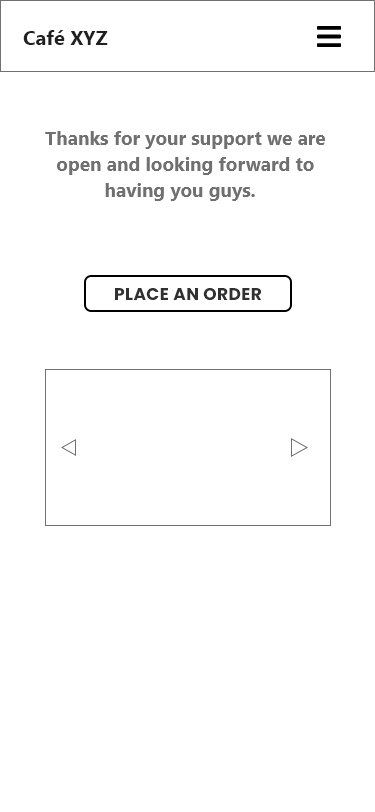 Café XYZ
Thanks for your support we are
open and looking forward to
having you guys.
PLACE AN ORDER